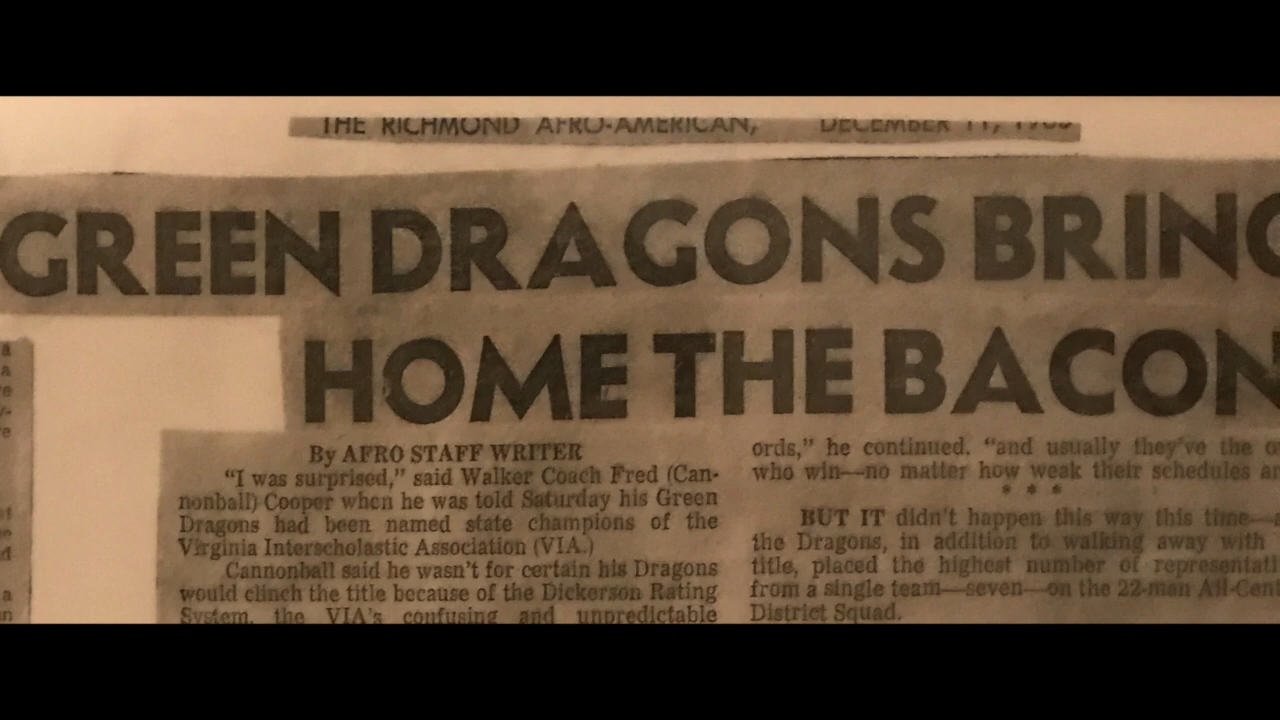 THE RICHMOND AFRO-AMERICAN, DECEMBER 11,
GREEN DRAGONS BRING
HOME THE BACON
By AFRO STAFF WRITER
"I was surprised," said Walker Coach Fred (Can-
nonball) Cooper when he was told Saturday his Green
Dragons had been named state champions of the
Virginia Interscholastic Association (VIA.)
Cannonball said he wasn't for certain his Dragons
would clinch the title because of the Dickerson Rating
System, the VIA's confusing and unpredictable
ords," he continued, "and usually they've the
who win—no matter how weak their schedules
* * *
BUT IT didn't happen this way this time—
the Dragons, in addition to walking away with
title, placed the highest number of
from a single team—seven—on the 22-man
District Squad.